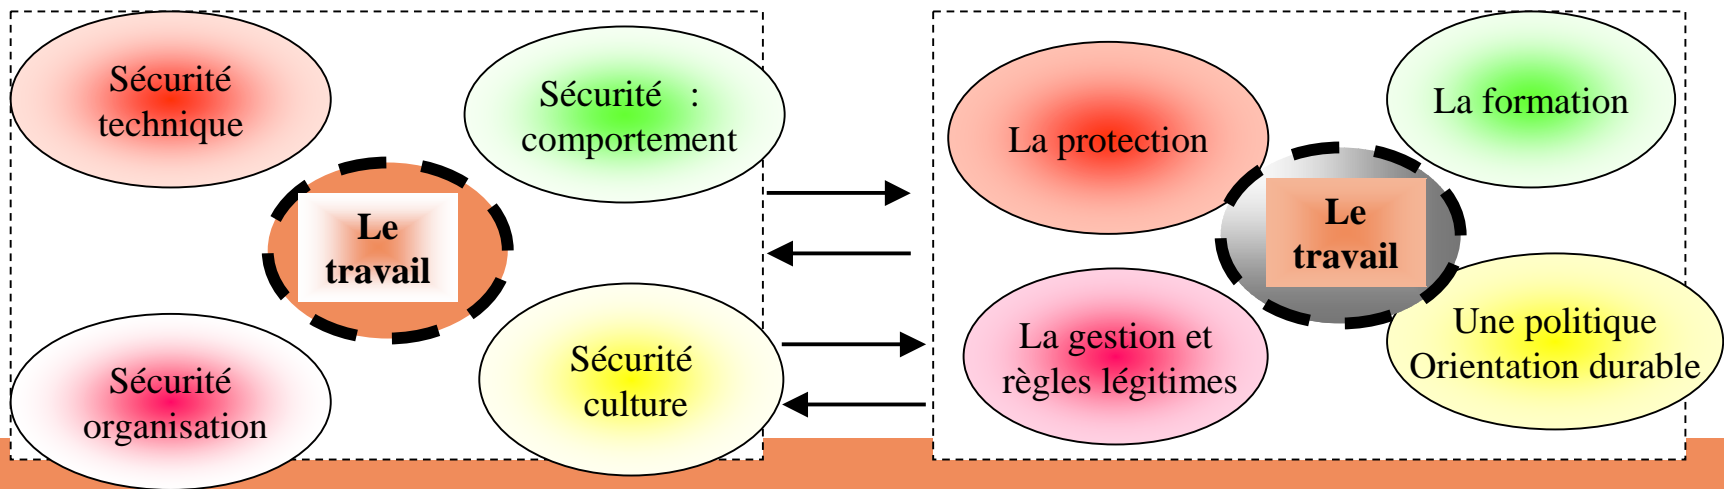 Sécurité
technique
Sécurité :
comportement
Le
travail
Sécurité
organisation
Sécurité
culture
La protection
La formation
Le
travail
La gestion et
règles légitimes
Une politique
Orientation durable